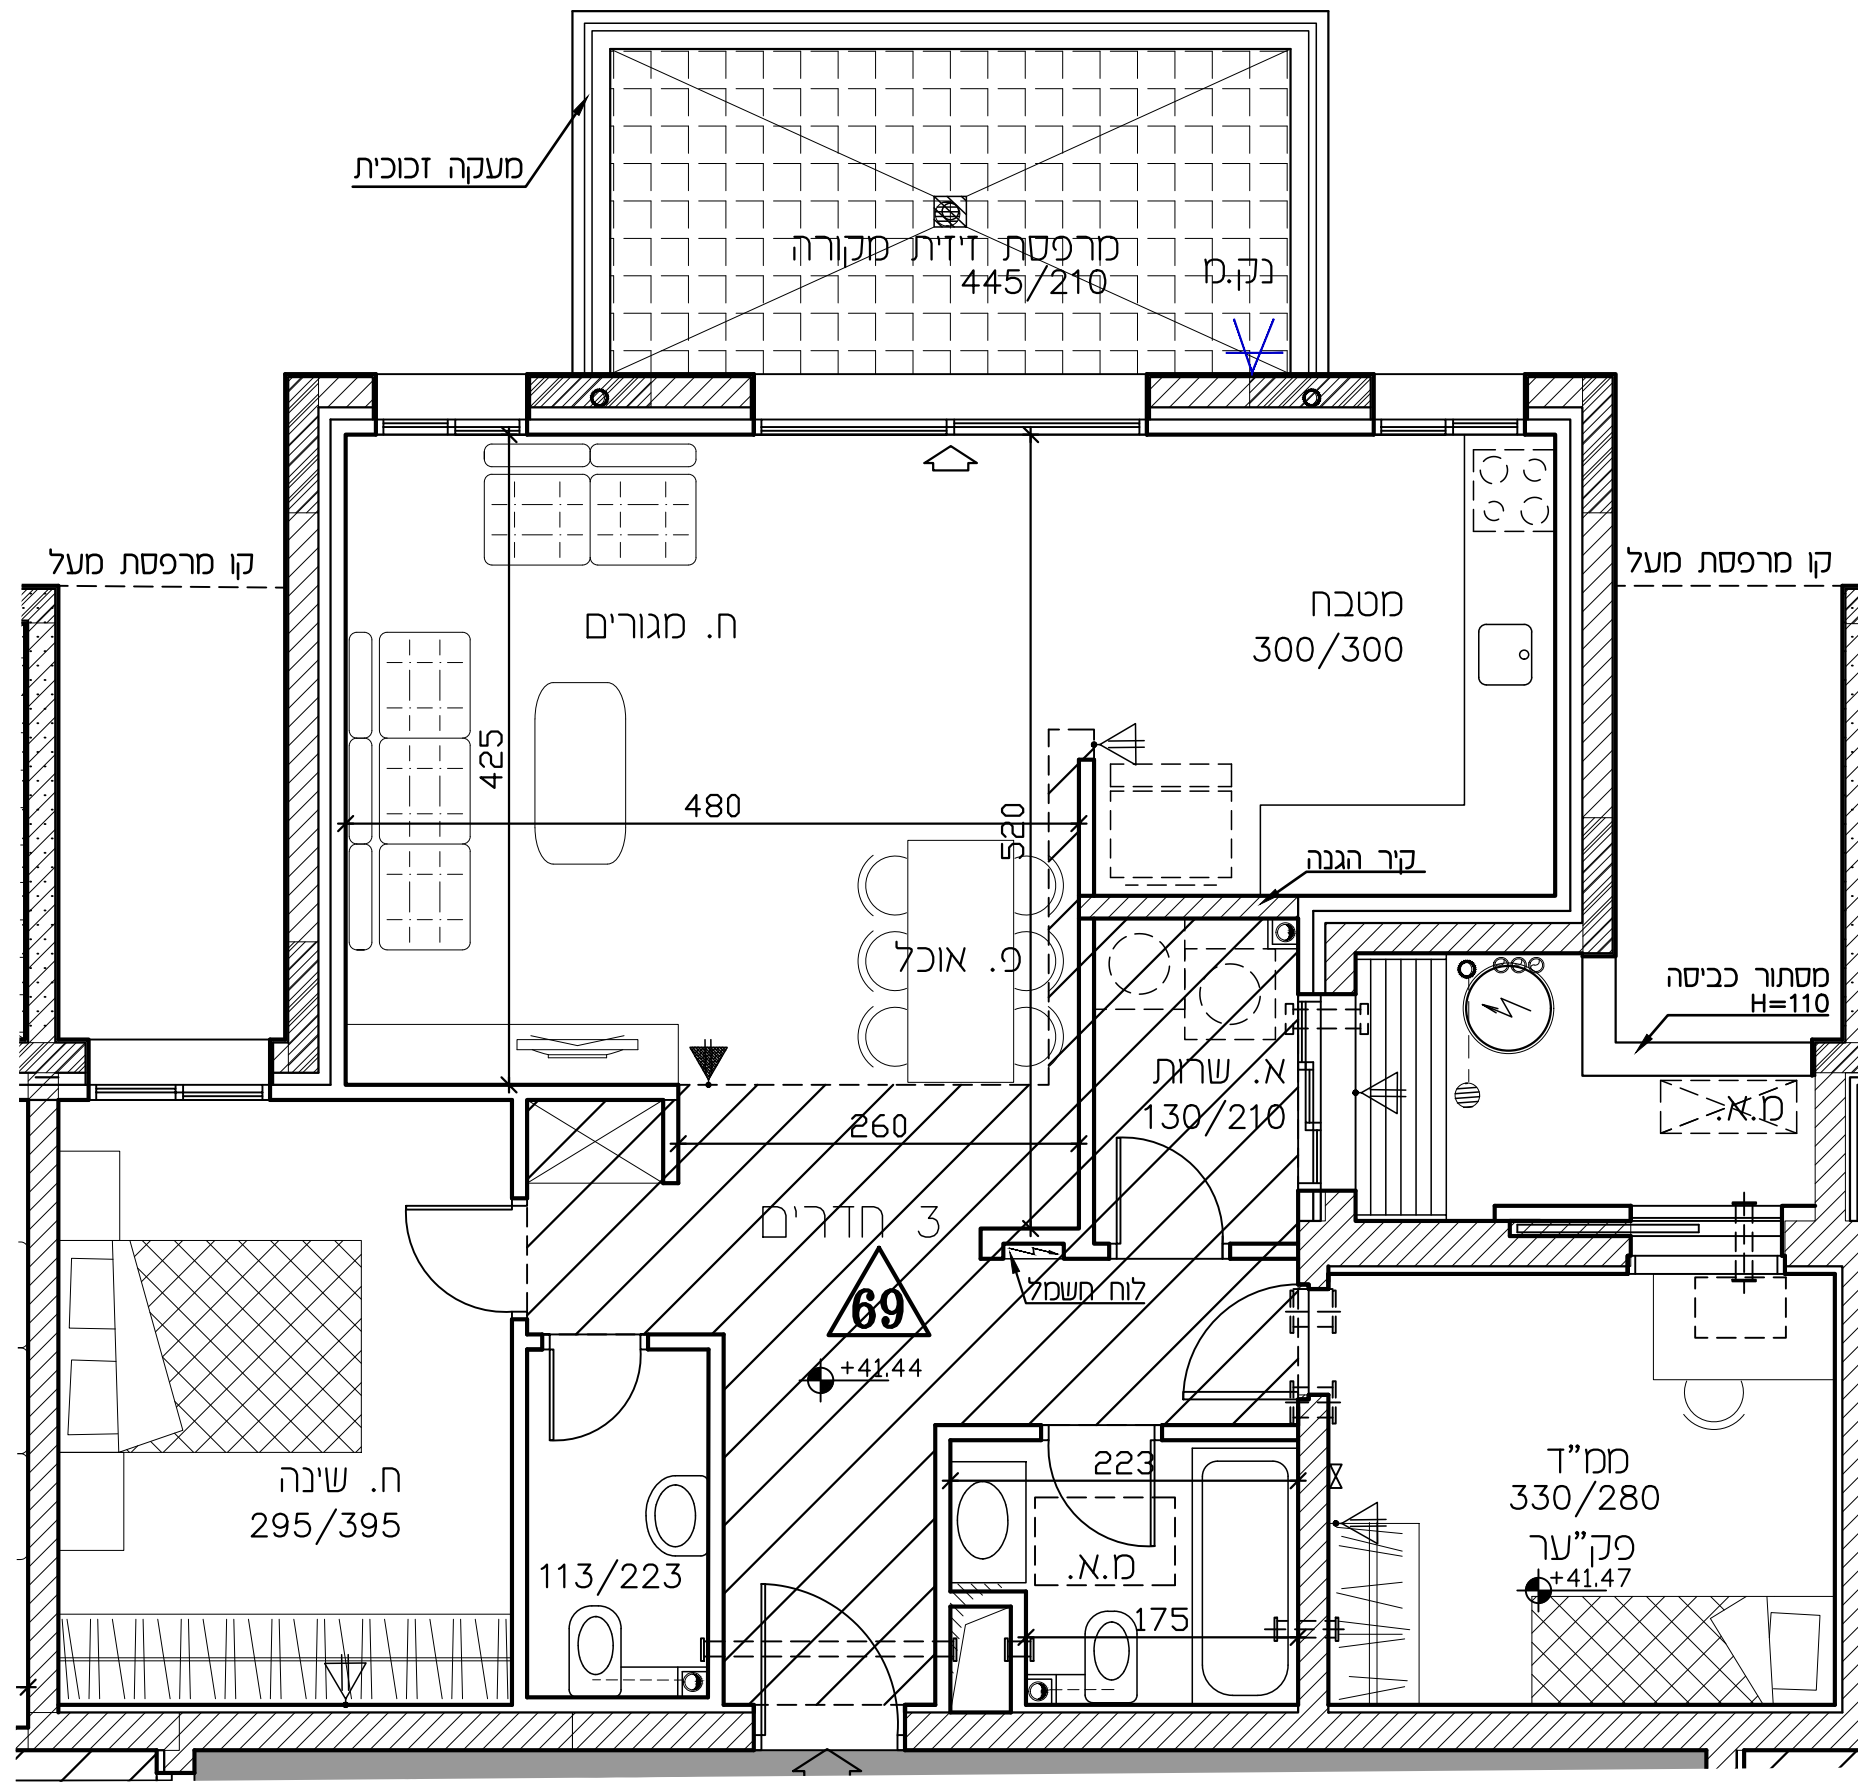 מעקה זכוכית
מרפסת זיזית מקורה
445/210
נק.מ
קו מרפסת מעל
קו מרפסת מעל
ח. מגורים
מטבח
300/300
425
480
520
קיר הגנה
פ. אוכל
מסתור כביסה
H=110
א. שרות
130/210
מ.א.
260
3 חדרים
69
לוח חשמל
+41.44
ח. שינה
295/395
113/223
223
מ.א.
175
ממ"ד
330/280
פק"ער
+41.47